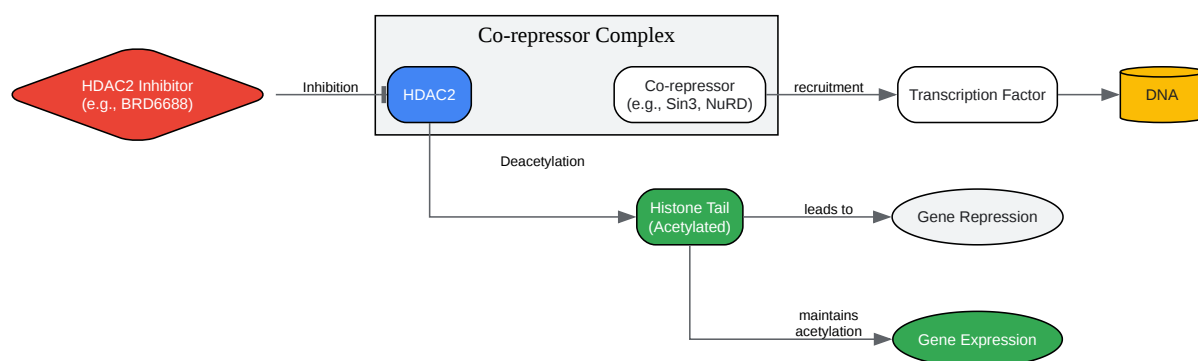 Co-repressor Complex
HDAC2 Inhibitor
(e.g., BRD6688)
Inhibition
HDAC2
Co-repressor
(e.g., Sin3, NuRD)
recruitment
Transcription Factor
DNA
Deacetylation
Histone Tail
(Acetylated)
leads to
Gene Repression
maintains
acetylation
Gene Expression